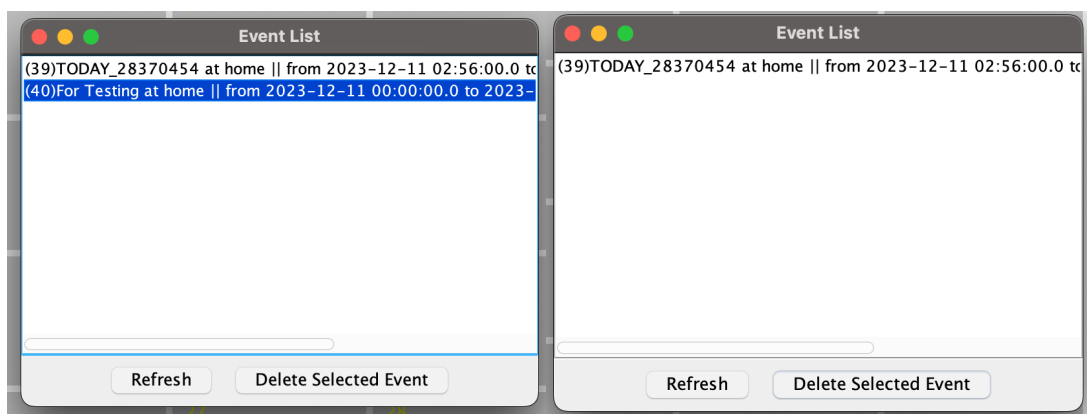 Event List
(39)TODAY_28370454 at home || from 2023-12-11 02:56:00.0 to
(40)For Testing at home || from 2023-12-11 00:00:00.0 to 2023-
Refresh
Delete Selected Event
Event List
(39)TODAY_28370454 at home || from 2023-12-11 02:56:00.0 to
Refresh
Delete Selected Event